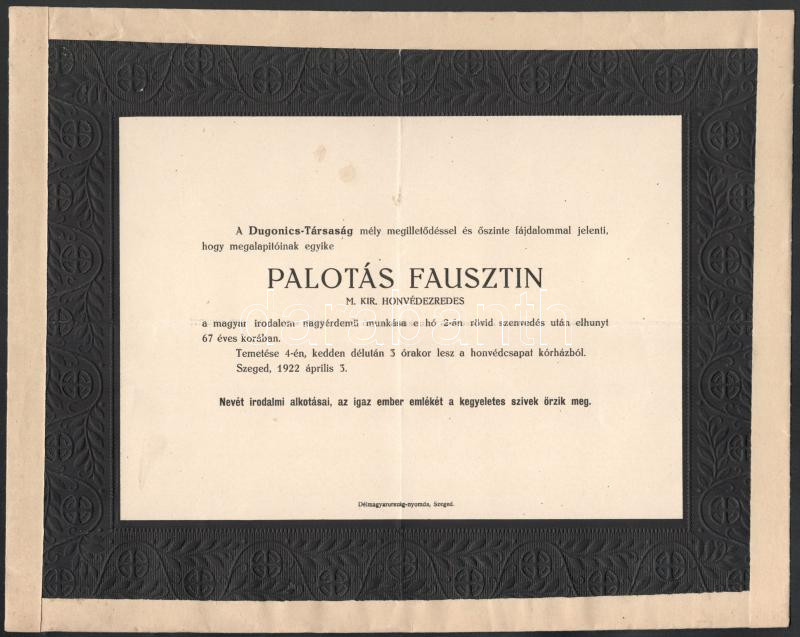 A Dugonics-Társaság mély megilletődéssel és őszinte fájdalommal jelenti,
hogy megalapitóinak egyike
PALOTÁS FAUSZTIN
M. KIR. HONVÉDEZREDES
a magyar irodalom nagyérdemű munkása e hó 2-án rövid szenvedés után elhunyt
67 éves korában.
Temetése 4-én, kedden délután 3 órakor lesz a honvédcsapat kórházból.
Szeged, 1922 április 3.
Nevét irodalmi alkotásai, az igaz ember emlékét a kegyeletes szivek őrzik meg.
Délmagyarország-nyomda, Szeged.
darabanth